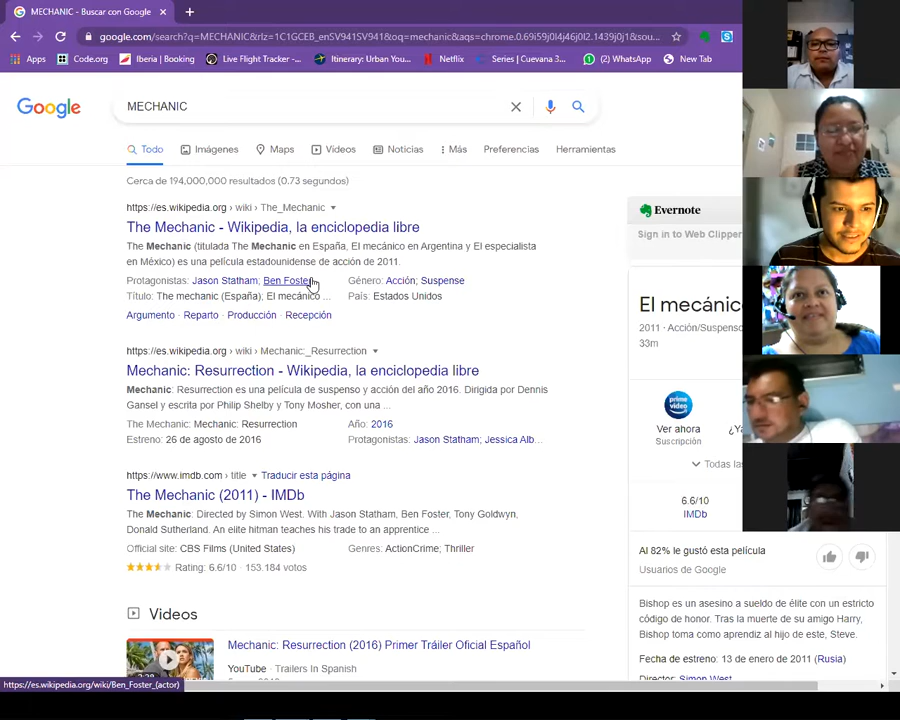 MECHANIC - Buscar con Google
google.com/search?q=MECHANIC&rlz=1C1GCEB_enSV941SV941&oq=mechanic&aqs=chrome.0.69i59j0l4j46j0l2.1439j0j1&sou...
Apps Code.org Iberia | Booking Live Flight Tracker -... Itinerary: Urban You... Netflix Series | Cuevana 3... (2) WhatsApp New Tab
Google MECHANIC
Todo Imágenes Maps Videos Noticias Más Preferencias Herramientas
Cerca de 194,000,000 resultados (0.73 segundos)
https://es.wikipedia.org › wiki › The_Mechanic
The Mechanic - Wikipedia, la enciclopedia libre
The Mechanic (titulada The Mechanic en España, El mecánico en Argentina y El especialista
en México) es una película estadounidense de acción de 2011.
Protagonistas: Jason Statham; Ben Foster Género: Acción; Suspense
Título: The mechanic (España); El mecánico ... País: Estados Unidos
Argumento · Reparto · Producción · Recepción
https://es.wikipedia.org › wiki › Mechanic:_Resurrection
Mechanic: Resurrection - Wikipedia, la enciclopedia libre
Mechanic: Resurrection es una película de suspenso y acción del año 2016. Dirigida por Dennis
Gansel y escrita por Philip Shelby y Tony Mosher, con una ...
The Mechanic: Mechanic: Resurrection Año: 2016
Estreno: 26 de agosto de 2016 Protagonistas: Jason Statham; Jessica Alb...
https://www.imdb.com › title Traducir esta página
The Mechanic (2011) - IMDb
The Mechanic: Directed by Simon West. With Jason Statham, Ben Foster, Tony Goldwyn,
Donald Sutherland. An elite hitman teaches his trade to an apprentice ...
Official site: CBS Films (United States) Genres: ActionCrime; Thriller
Rating: 6.6/10 · 153.184 votos
Videos
Mechanic: Resurrection (2016) Primer Tráiler Oficial Español
YouTube · Trailers In Spanish
https://es.wikipedia.org/wiki/Ben_Foster_(actor)
Evernote
Sign in to Web Clipper
El mecánico
2011 · Acción/Suspenso
33m
prime
video
Ver ahora ¿Ya
Suscripción
Todas las
6.6/10
IMDb
Al 82% le gustó esta película
Usuarios de Google
Bishop es un asesino a sueldo de élite con un estricto
código de honor. Tras la muerte de su amigo Harry,
Bishop toma como aprendiz al hijo de este, Steve.
Fecha de estreno: 13 de enero de 2011 (Rusia)
Director: Simon West